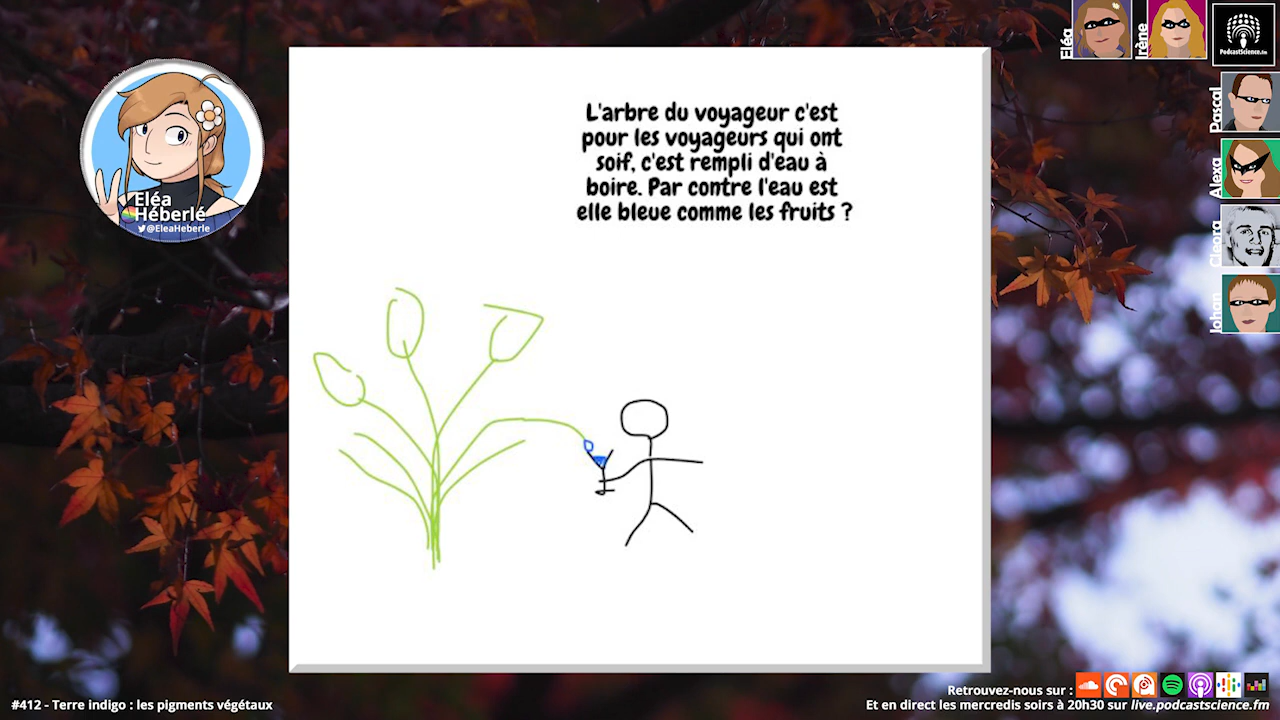 L'arbre du voyageur c'est
pour les voyageurs qui ont
soif, c'est rempli d'eau à
boire. Par contre l'eau est
elle bleue comme les fruits ?
Eléa
Héberlé
@EleaHeberle
Eléa
Irène
PodcastScience.fm
Pascal
Alexa
Cleora
Johan
#412 - Terre indigo : les pigments végétaux
Retrouvez-nous sur :
Et en direct les mercredis soirs à 20h30 sur live.podcastscience.fm